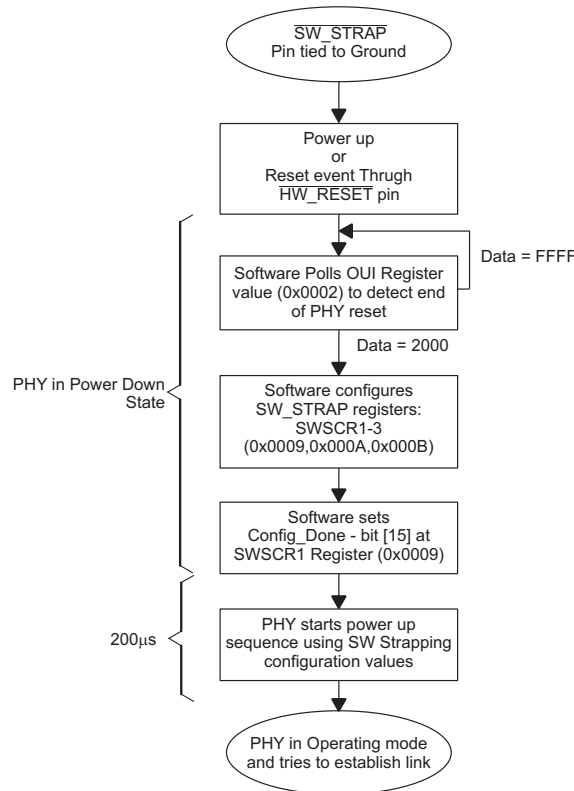 SW_STRAP
Pin tied to Ground
Power up
or
Reset event Thrugh
HW_RESET pin
Data = FFFF
Software Polls OUI Register
value (0x0002) to detect end
of PHY reset
Data = 2000
PHY in Power Down
State
Software configures
SW_STRAP registers:
SWSCR1-3
(0x0009,0x000A,0x000B)
Software sets
Config_Done - bit [15] at
SWSCR1 Register (0x0009)
200µs
PHY starts power up
sequence using SW Strapping
configuration values
PHY in Operating mode
and tries to establish link